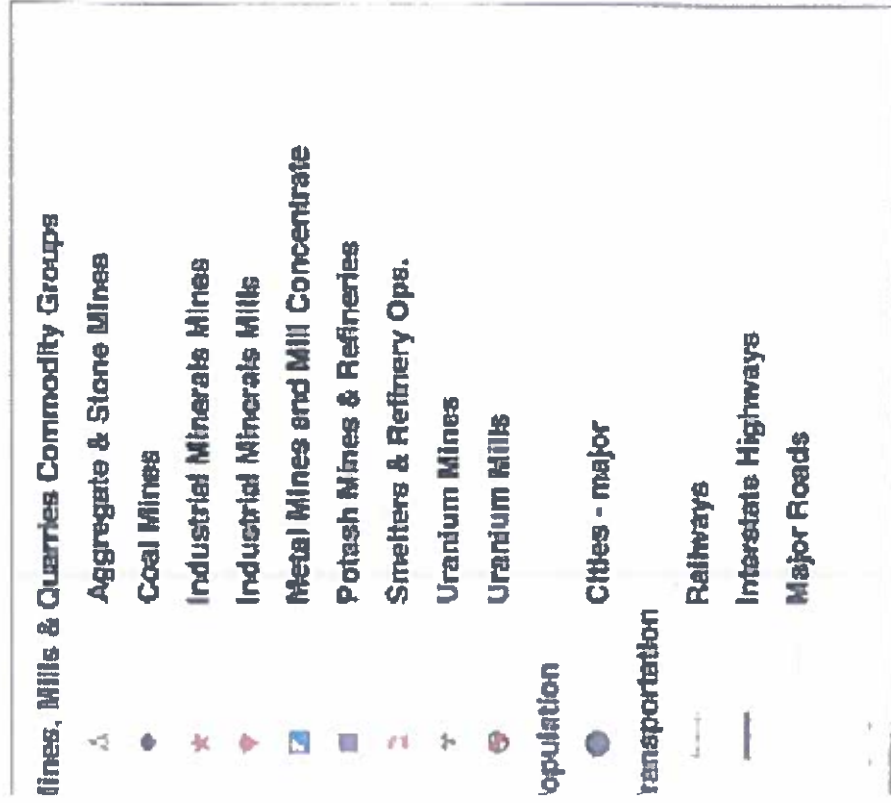 lines, Mills & Quarries Commodity Groups
Aggregate & Stone Mines
Coal Mines
Industrial Minerals Mines
Industrial Minerals Mills
Metal Mines and Mill Concentrate
Potash Mines & Refineries
Smelters & Refinery Ops.
Uranium Mines
Uranium Mills
opulation
Cities - major
ransportation
Railways
Interstate Highways
Major Roads